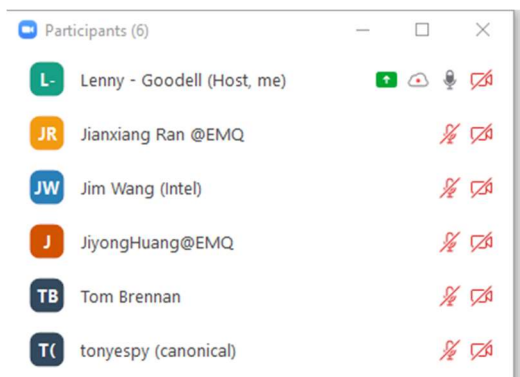 Participants (6)
L- Lenny - Goodell (Host, me)
JR Jianxiang Ran @EMQ
JW Jim Wang (Intel)
J JiyongHuang@EMQ
TB Tom Brennan
T( tonyespy (canonical)